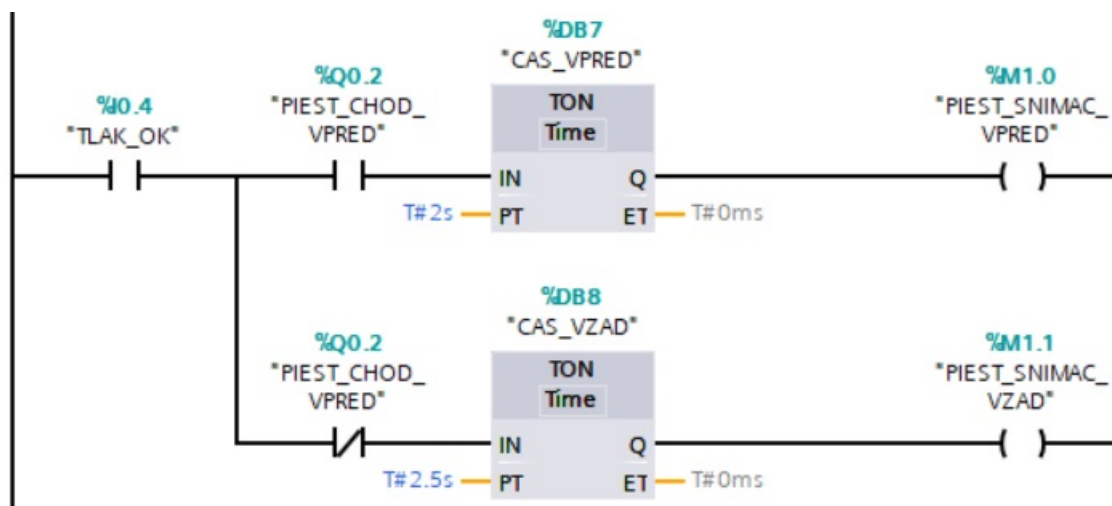 %DB7
"CAS_VPRED"
%Q0.2
%M1.0
"PIEST_CHOD_
VPRED"
"PIEST_SNIMAC_
VPRED"
%I0.4
"TLAK_OK"
TON
Time
IN
Q
T#2s
PT
ET
T#0ms
%DB8
"CAS_VZAD"
%Q0.2
%M1.1
"PIEST_CHOD_
VPRED"
"PIEST_SNIMAC_
VZAD"
TON
Time
IN
Q
T#2.5s
PT
ET
T#0ms